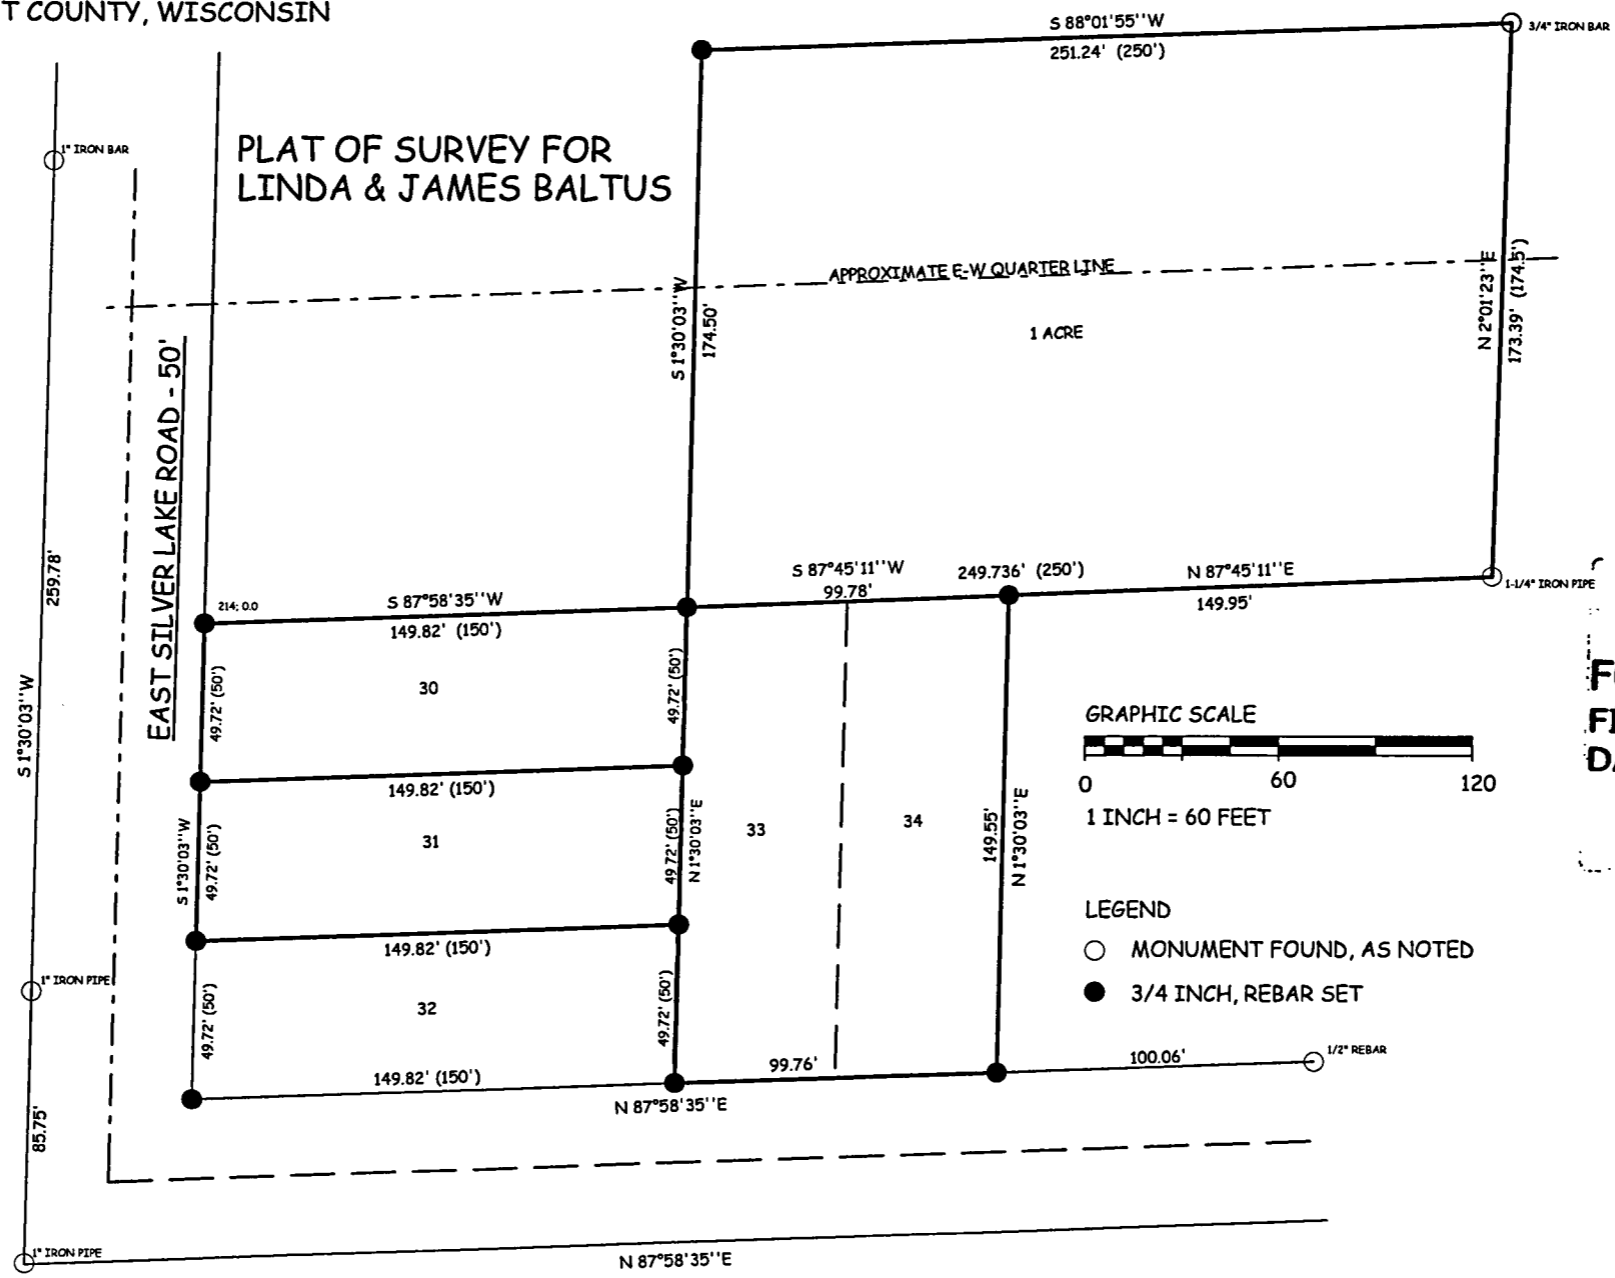 T COUNTY, WISCONSIN
S 88°01'55''W
251.24' (250')
3/4" IRON BAR
1" IRON BAR
PLAT OF SURVEY FOR
LINDA & JAMES BALTUS
APPROXIMATE E-W QUARTER LINE
1 ACRE
S 1°30'03''W
174.50'
N 2°01'23''E
173.39' (174.5')
EAST SILVER LAKE ROAD - 50'
259.78'
S 1°30'03''W
S 87°45'11''W
99.78'
249.736' (250')
N 87°45'11''E
149.95'
1-1/4" IRON PIPE
214; 0.0
S 87°58'35''W
149.82' (150')
49.72' (50')
30
49.72' (50')
149.82' (150')
S 1°30'03''W
49.72' (50')
31
49.72' (50')
N 1°30'03''E
33
34
149.55'
N 1°30'03''E
149.82' (150')
49.72' (50')
32
49.72' (50')
149.82' (150')
99.76'
100.06'
1/2" REBAR
N 87°58'35''E
GRAPHIC SCALE
0 60 120
1 INCH = 60 FEET
LEGEND
MONUMENT FOUND, AS NOTED
3/4 INCH, REBAR SET
1" IRON PIPE
85.75'
1" IRON PIPE
N 87°58'35''E